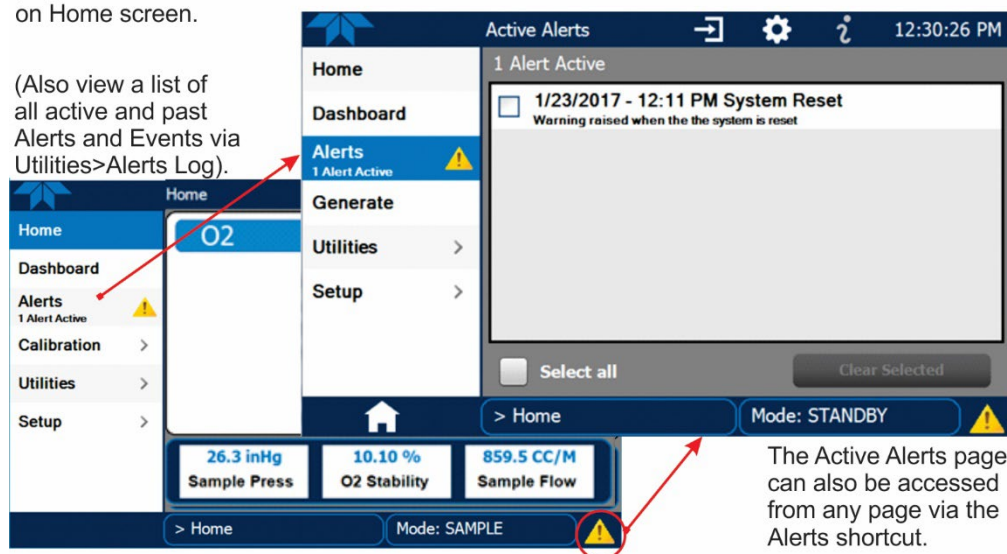 on Home screen.
(Also view a list of
all active and past
Alerts and Events via
Utilities>Alerts Log).
Active Alerts
12:30:26 PM
Home
Dashboard
Alerts
1 Alert Active
Generate
Utilities >
Setup >
1 Alert Active
1/23/2017 - 12:11 PM System Reset
Warning raised when the the system is reset
Select all
Clear Selected
> Home
Mode: STANDBY
Home
Home
Dashboard
Alerts
1 Alert Active
Calibration >
Utilities >
Setup >
O2
26.3 inHg
Sample Press
10.10 %
O2 Stability
859.5 CC/M
Sample Flow
> Home
Mode: SAMPLE
The Active Alerts page
can also be accessed
from any page via the
Alerts shortcut.